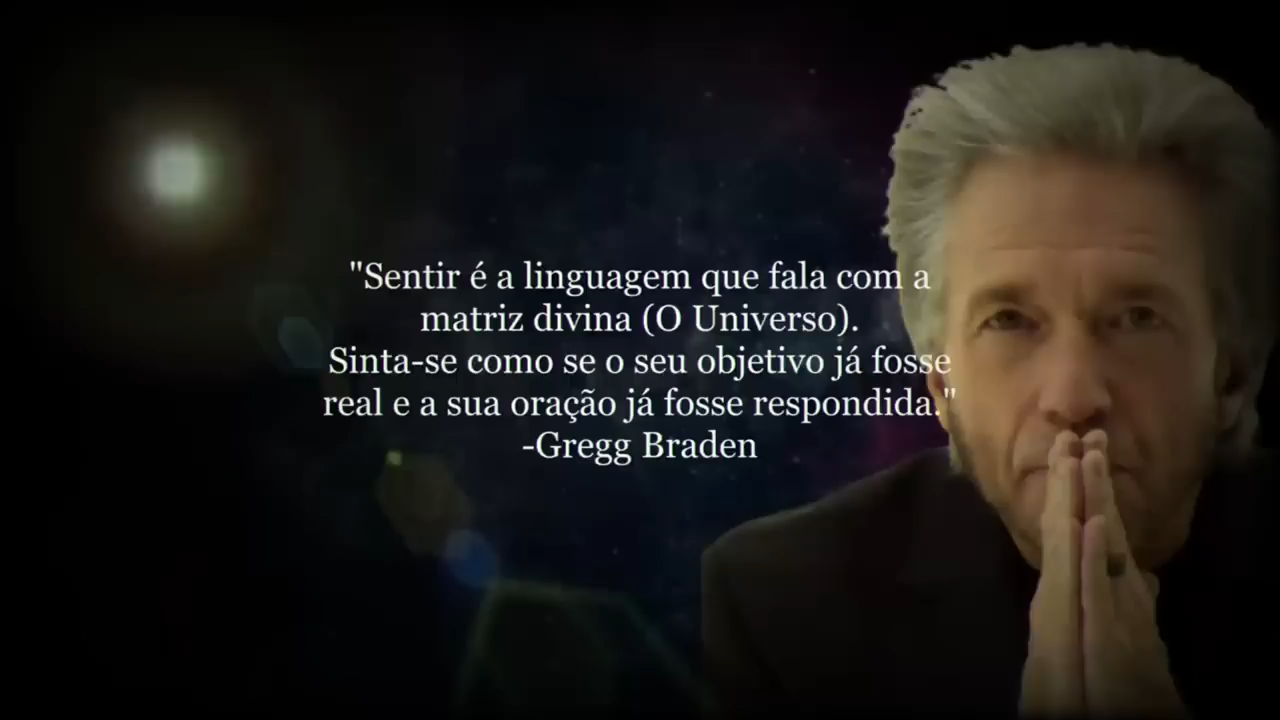 "Sentir é a linguagem que fala com a
matriz divina (O Universo).
Sinta-se como se o seu objetivo já fosse
real e a sua oração já fosse respondida."
-Gregg Braden